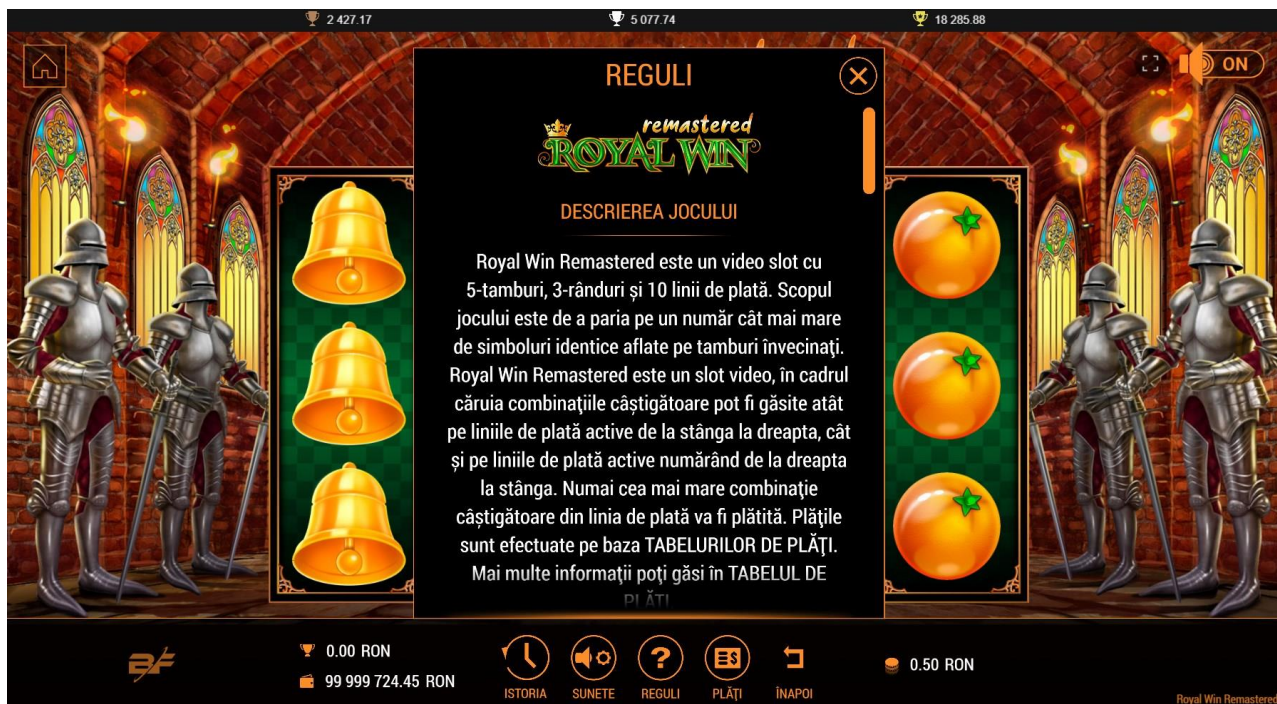 2 427.17
5 077.74
18 285.88
ON
REGULI
remastered
ROYAL WIN
DESCRIEREA JOCULUI
Royal Win Remastered este un video slot cu
5-tamburi, 3-rânduri și 10 linii de plată. Scopul
jocului este de a paria pe un număr cât mai mare
de simboluri identice aflate pe tamburi învecinaţi.
Royal Win Remastered este un slot video, în cadrul
căruia combinaţiile câștigătoare pot fi găsite atât
pe liniile de plată active de la stânga la dreapta, cât
și pe liniile de plată active numărând de la dreapta
la stânga. Numai cea mai mare combinaţie
câștigătoare din linia de plată va fi plătită. Plăţile
sunt efectuate pe baza TABELURILOR DE PLĂŢI.
Mai multe informaţii poţi găsi în TABELUL DE
PLĂŢI.
BF
0.00 RON
99 999 724.45 RON
ISTORIA
SUNETE
REGULI
PLĂŢI
ÎNAPOI
0.50 RON
Royal Win Remastered